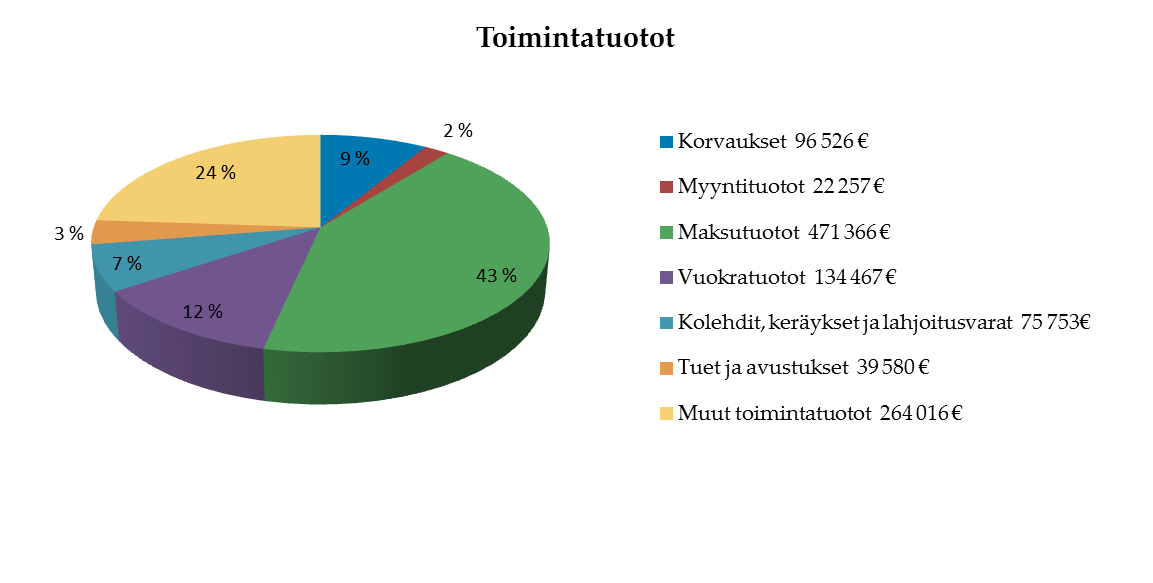 Toimintatuotot
2 %
9 %
24 %
3 %
7 %
43 %
12 %
Korvaukset 96 526 €
Myyntituotot 22 257 €
Maksutuotot 471 366 €
Vuokratuotot 134 467 €
Kolehdit, keräykset ja lahjoitusvarat 75 753€
Tuet ja avustukset 39 580 €
Muut toimintatuotot 264 016 €